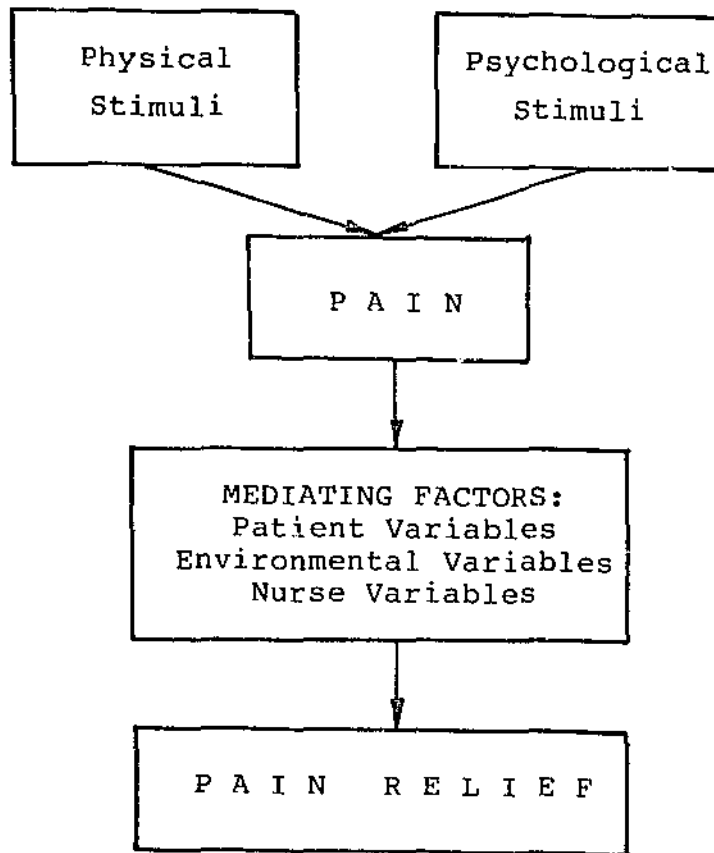 Physical
Stimuli
Psychological
Stimuli
P A I N
MEDIATING FACTORS:
Patient Variables
Environmental Variables
Nurse Variables
P A I N R E L I E F